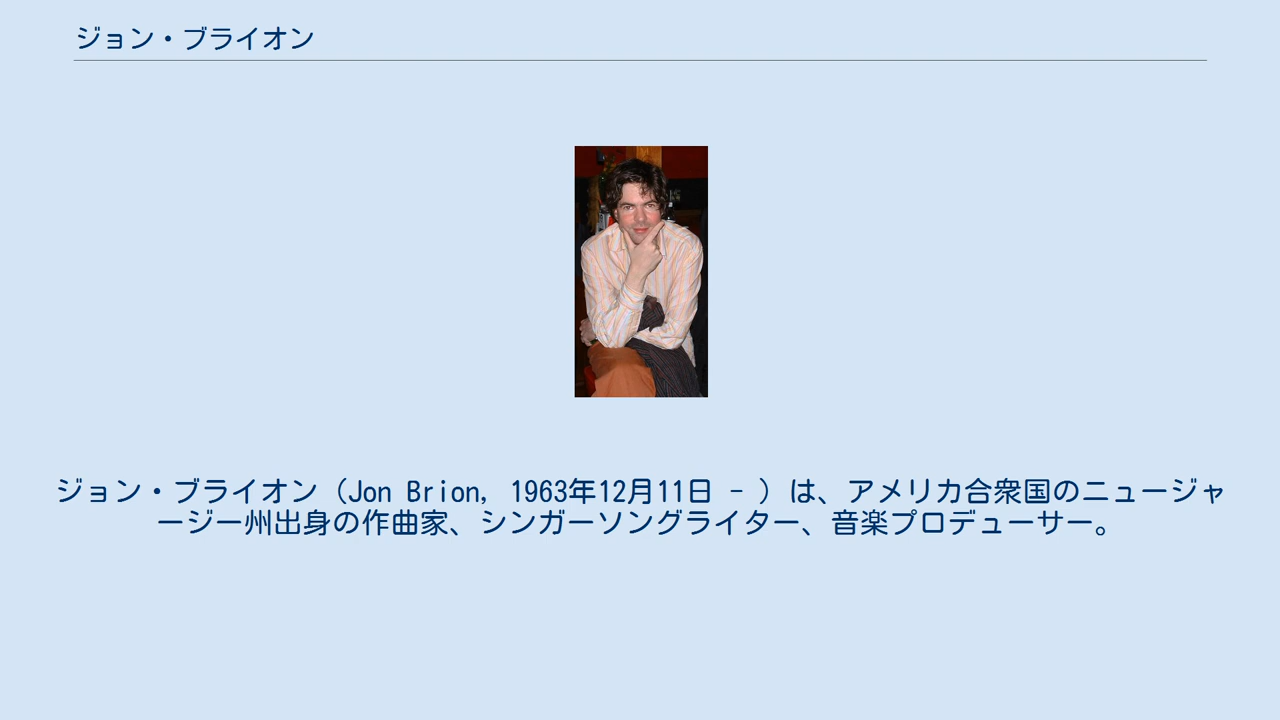 ジョン・ブライオン
ジョン・ブライオン（Jon Brion, 1963年12月11日 - ）は、アメリカ合衆国のニュージャ
ージー州出身の作曲家、シンガーソングライター、音楽プロデューサー。